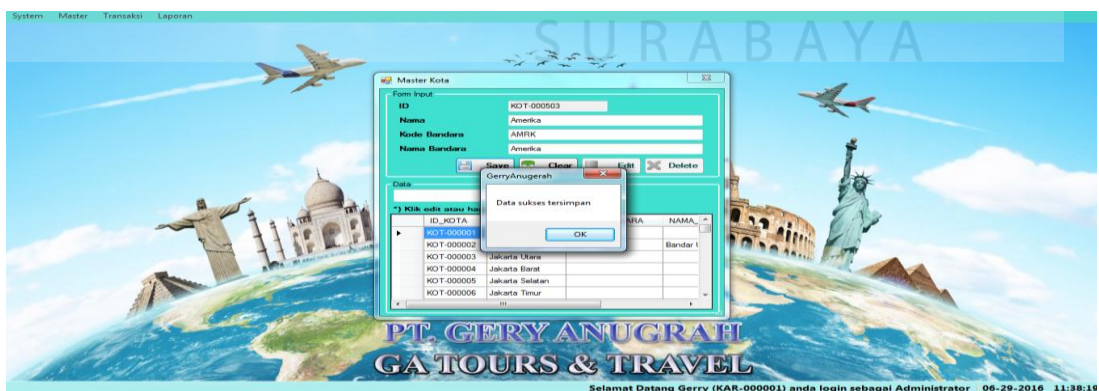 System Master Transaksi Laporan
SURABAYA
Master Kota
Form Input
ID KOT-000503
Nama Amerika
Kode Bandara AMRK
Nama Bandara Amerika
Save Clear Edit Delete
GerryAnugerah
Data
Data sukses tersimpan
*) Klik edit atau ha
ID_KOTA ARA NAMA_
OK
KOT-000001
KOT-000002 Bandar
KOT-000003 Jakarta Utara
KOT-000004 Jakarta Barat
KOT-000005 Jakarta Selatan
KOT-000006 Jakarta Timur
PT. GERY ANUGRAH
GA TOURS & TRAVEL
Selamat Datang Gerry (KAR-000001) anda login sebagai Administrator 06-29-2016 11:38:19